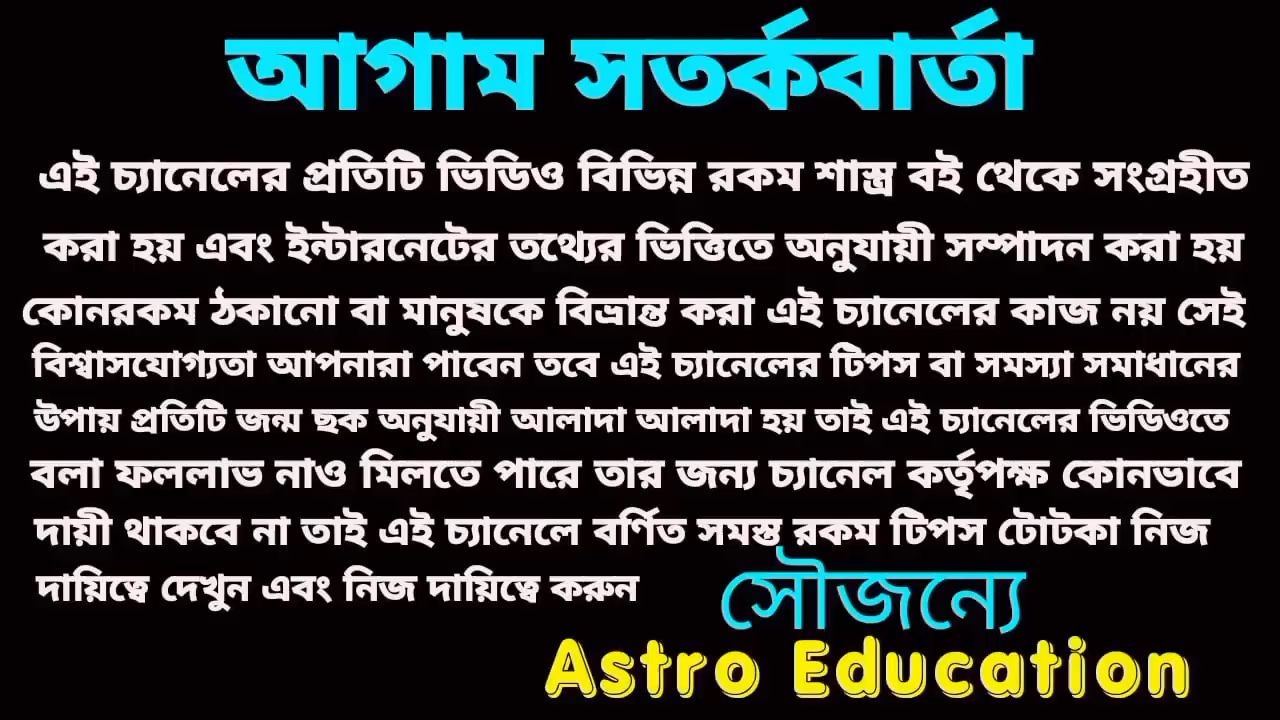 আগাম সতর্কবার্তা
এই চ্যানেলের প্রতিটি ভিডিও বিভিন্ন রকম শাস্ত্র বই থেকে সংগ্রহীত
করা হয় এবং ইন্টারনেটের তথ্যের ভিত্তিতে অনুযায়ী সম্পাদন করা হয়
কোনরকম ঠকানো বা মানুষকে বিভ্রান্ত করা এই চ্যানেলের কাজ নয় সেই
বিশ্বাসযোগ্যতা আপনারা পাবেন তবে এই চ্যানেলের টিপস বা সমস্যা সমাধানের
উপায় প্রতিটি জন্ম ছক অনুযায়ী আলাদা আলাদা হয় তাই এই চ্যানেলের ভিডিওতে
বলা ফললাভ নাও মিলতে পারে তার জন্য চ্যানেল কর্তৃপক্ষ কোনভাবে
দায়ী থাকবে না তাই এই চ্যানেলে বর্ণিত সমস্ত রকম টিপস টোটকা নিজ
দায়িত্বে দেখুন এবং নিজ দায়িত্বে করুন
সৌজন্যে
Astro Education